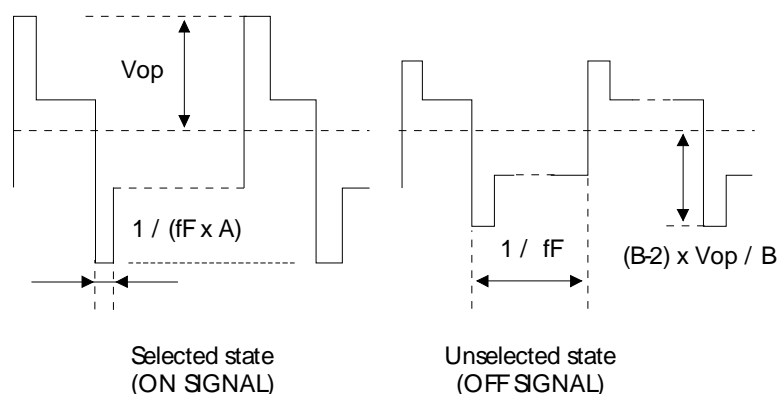 Vop
1 / (fF x A)
1 / fF
(B-2) x Vop / B
Selected state
(ON SIGNAL)
Unselected state
(OFF SIGNAL)